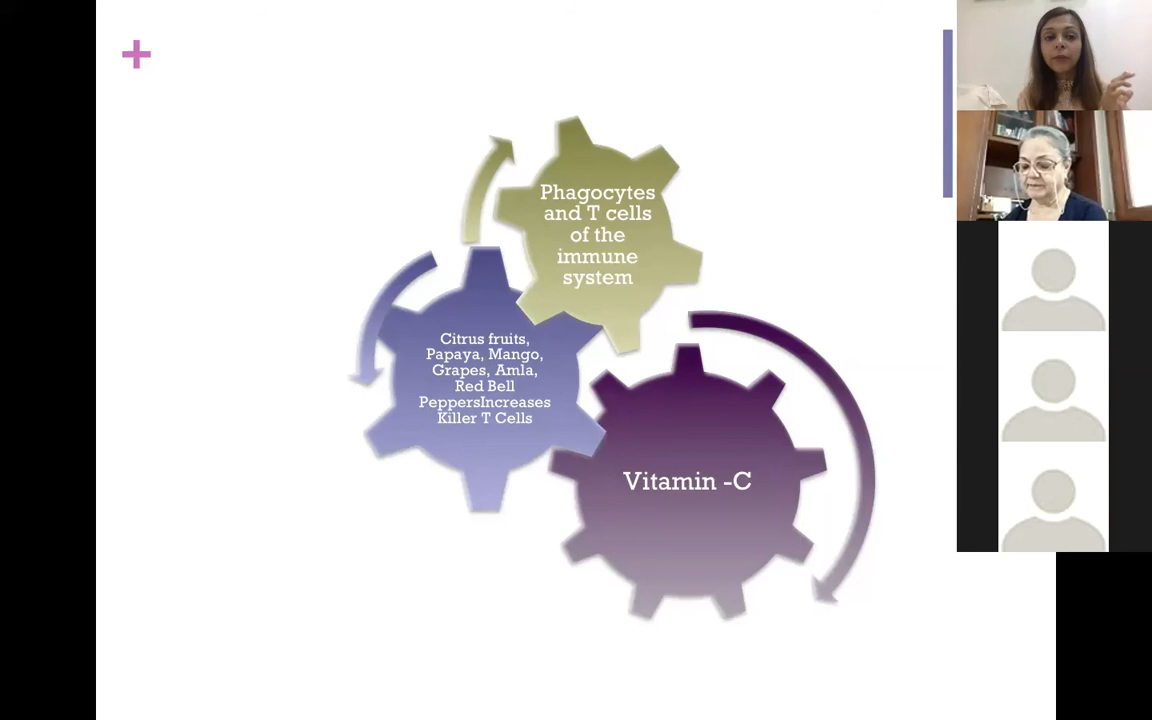 Phagocytes
and T cells
of the
immune
system
Citrus fruits,
Papaya, Mango,
Grapes, Amla,
Red Bell
PeppersIncreases
Killer T Cells
Vitamin -C